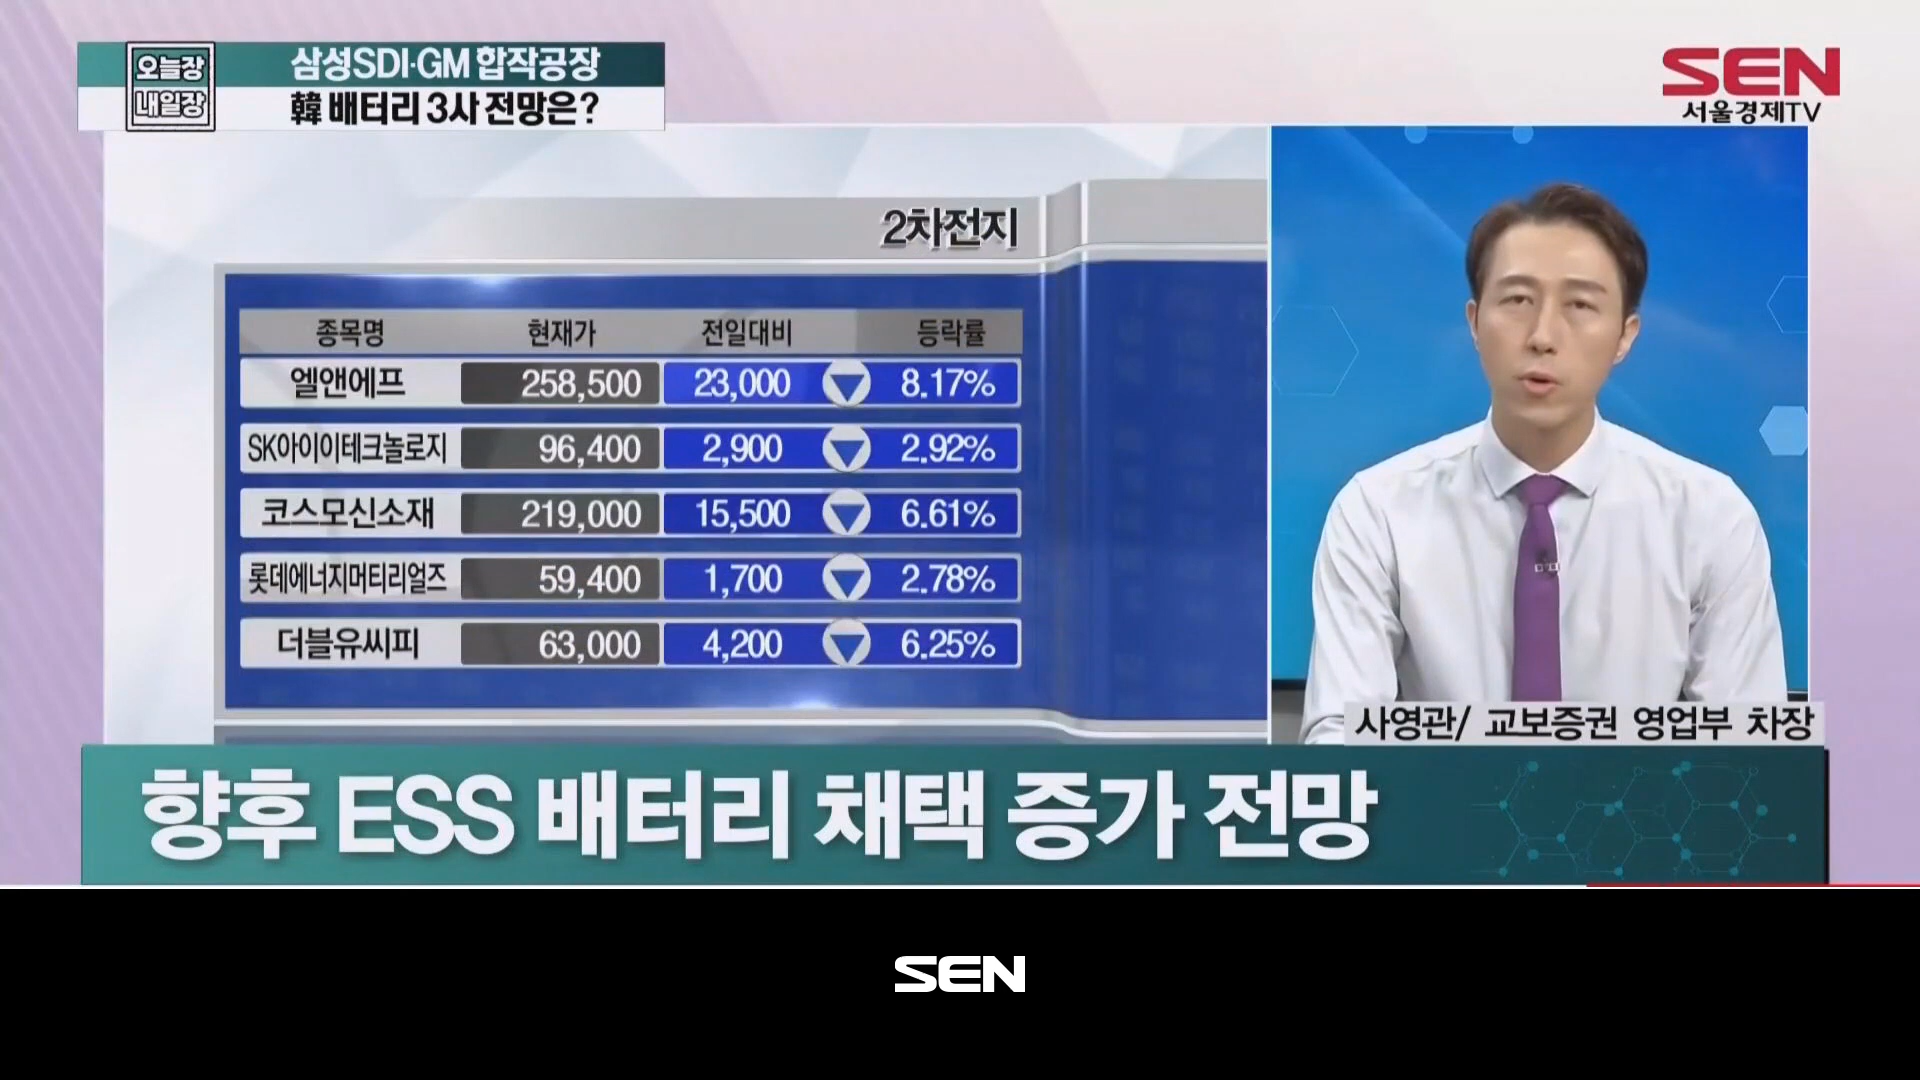 오늘장
내일장
삼성SDI·GM 합작공장
韓 배터리 3사 전망은?
SEN
서울경제TV
2차전지
종목명 현재가 전일대비 등락률
엘앤에프 258,500 23,000 ▼ 8.17%
SK아이이테크놀로지 96,400 2,900 ▼ 2.92%
코스모신소재 219,000 15,500 ▼ 6.61%
롯데에너지머티리얼즈 59,400 1,700 ▼ 2.78%
더블유씨피 63,000 4,200 ▼ 6.25%
사영관/ 교보증권 영업부 차장
향후 ESS 배터리 채택 증가 전망
SEN